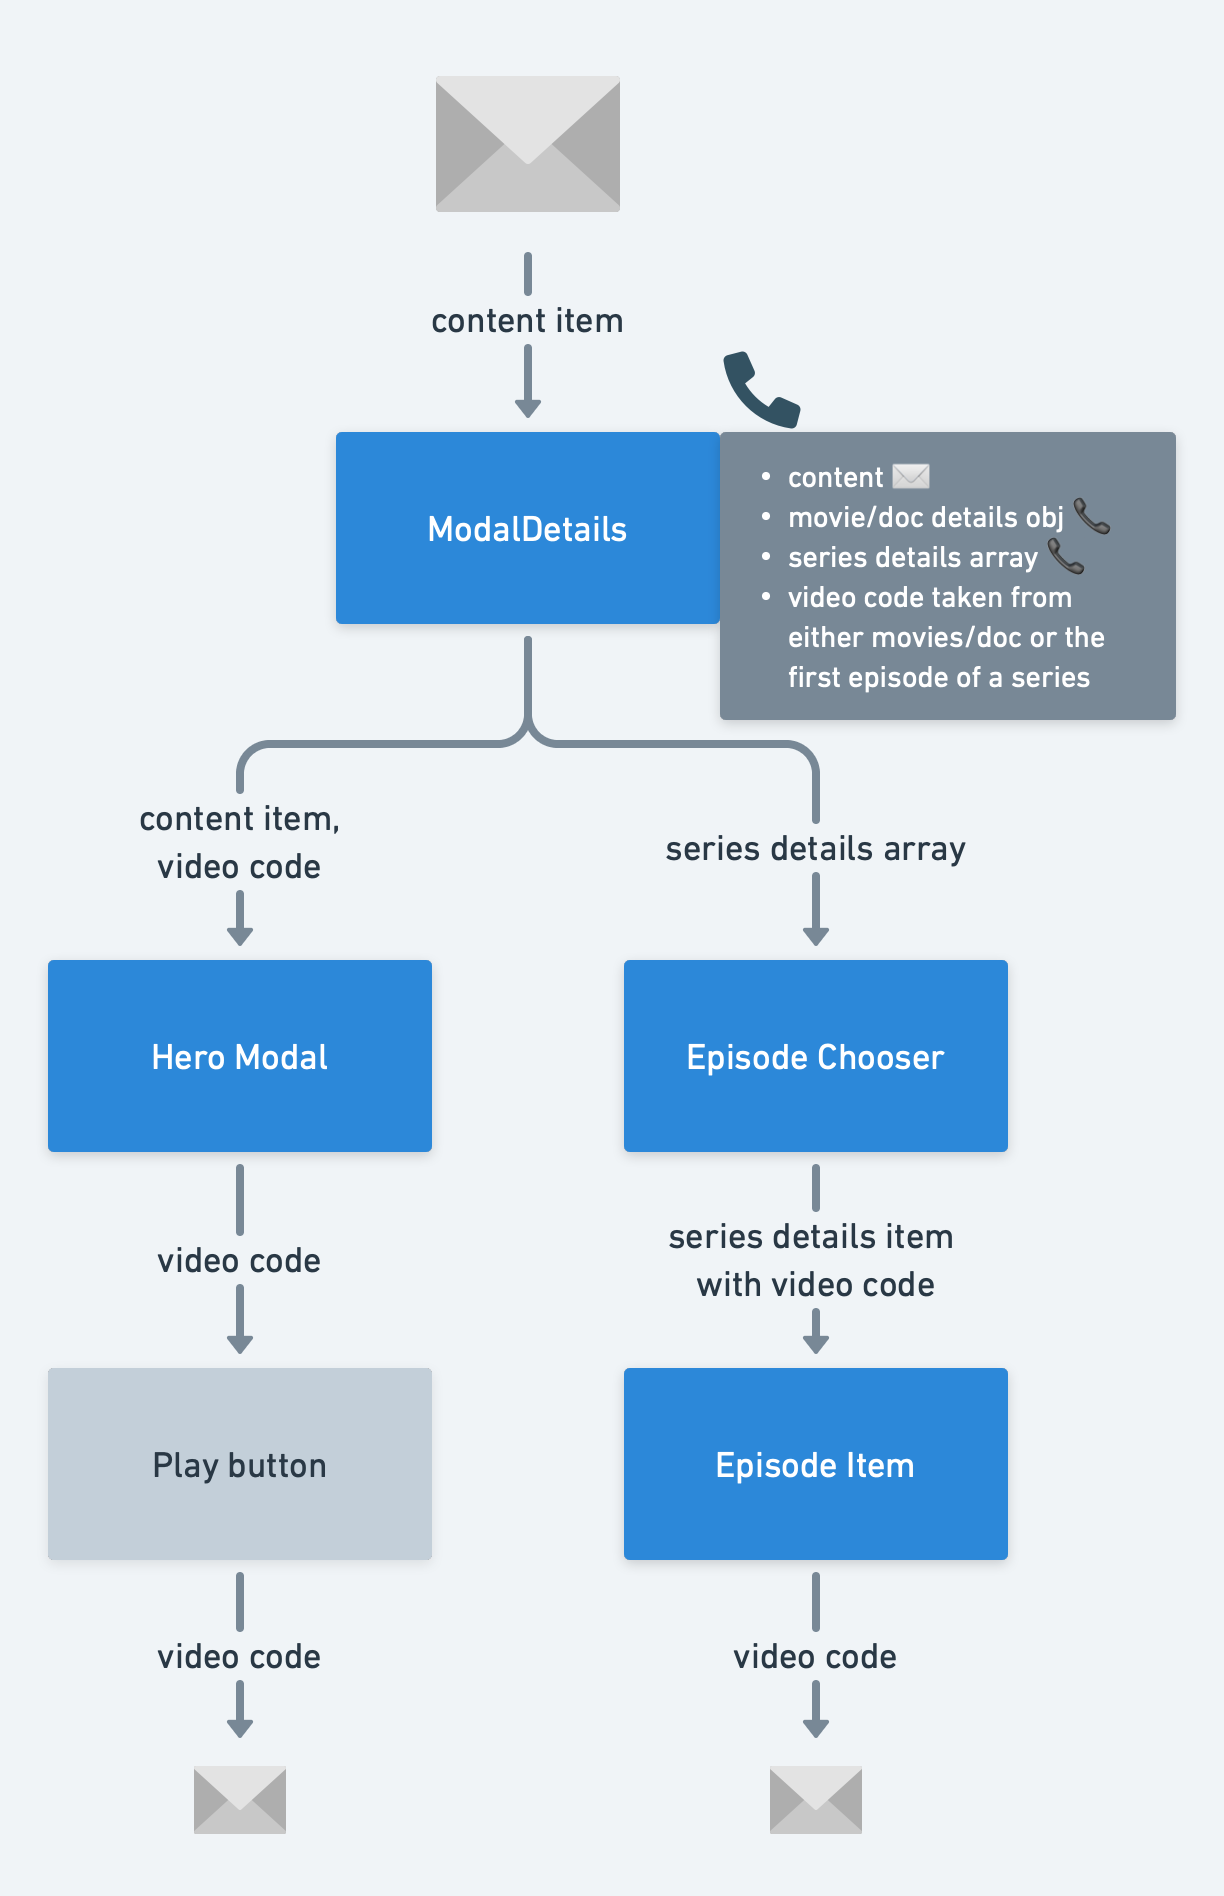 content item
ModalDetails
• content ✉️
• movie/doc details obj 📞
• series details array 📞
• video code taken from
either movies/doc or the
first episode of a series
content item,
video code
series details array
Hero Modal
Episode Chooser
video code
series details item
with video code
Play button
Episode Item
video code
video code